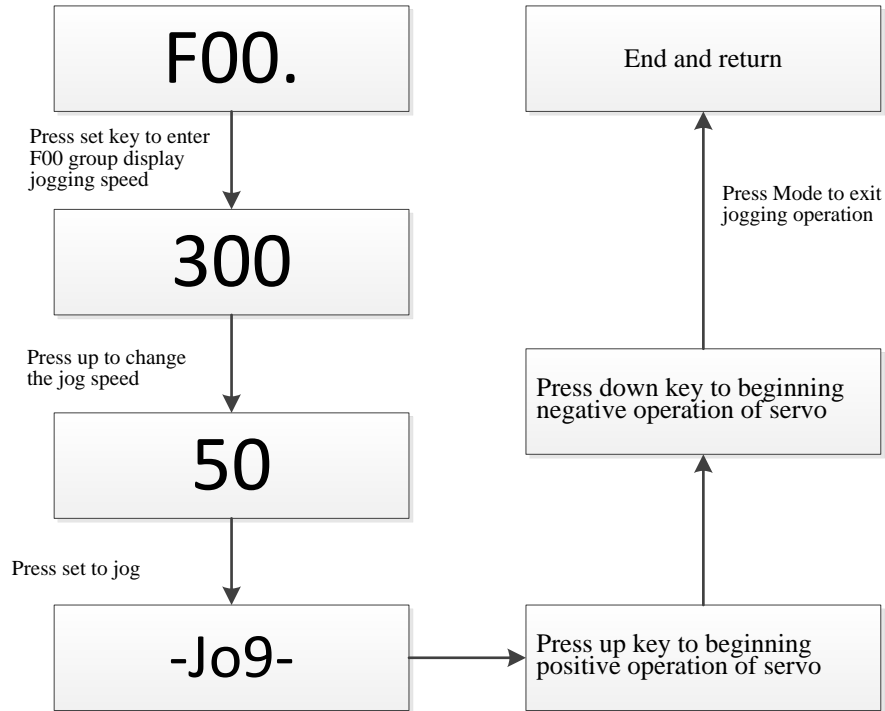 F00.
Press set key to enter
F00 group display
jogging speed
300
Press up to change
the jog speed
50
Press set to jog
-Jo9-
Press up key to beginning
positive operation of servo
Press down key to beginning
negative operation of servo
Press Mode to exit
jogging operation
End and return